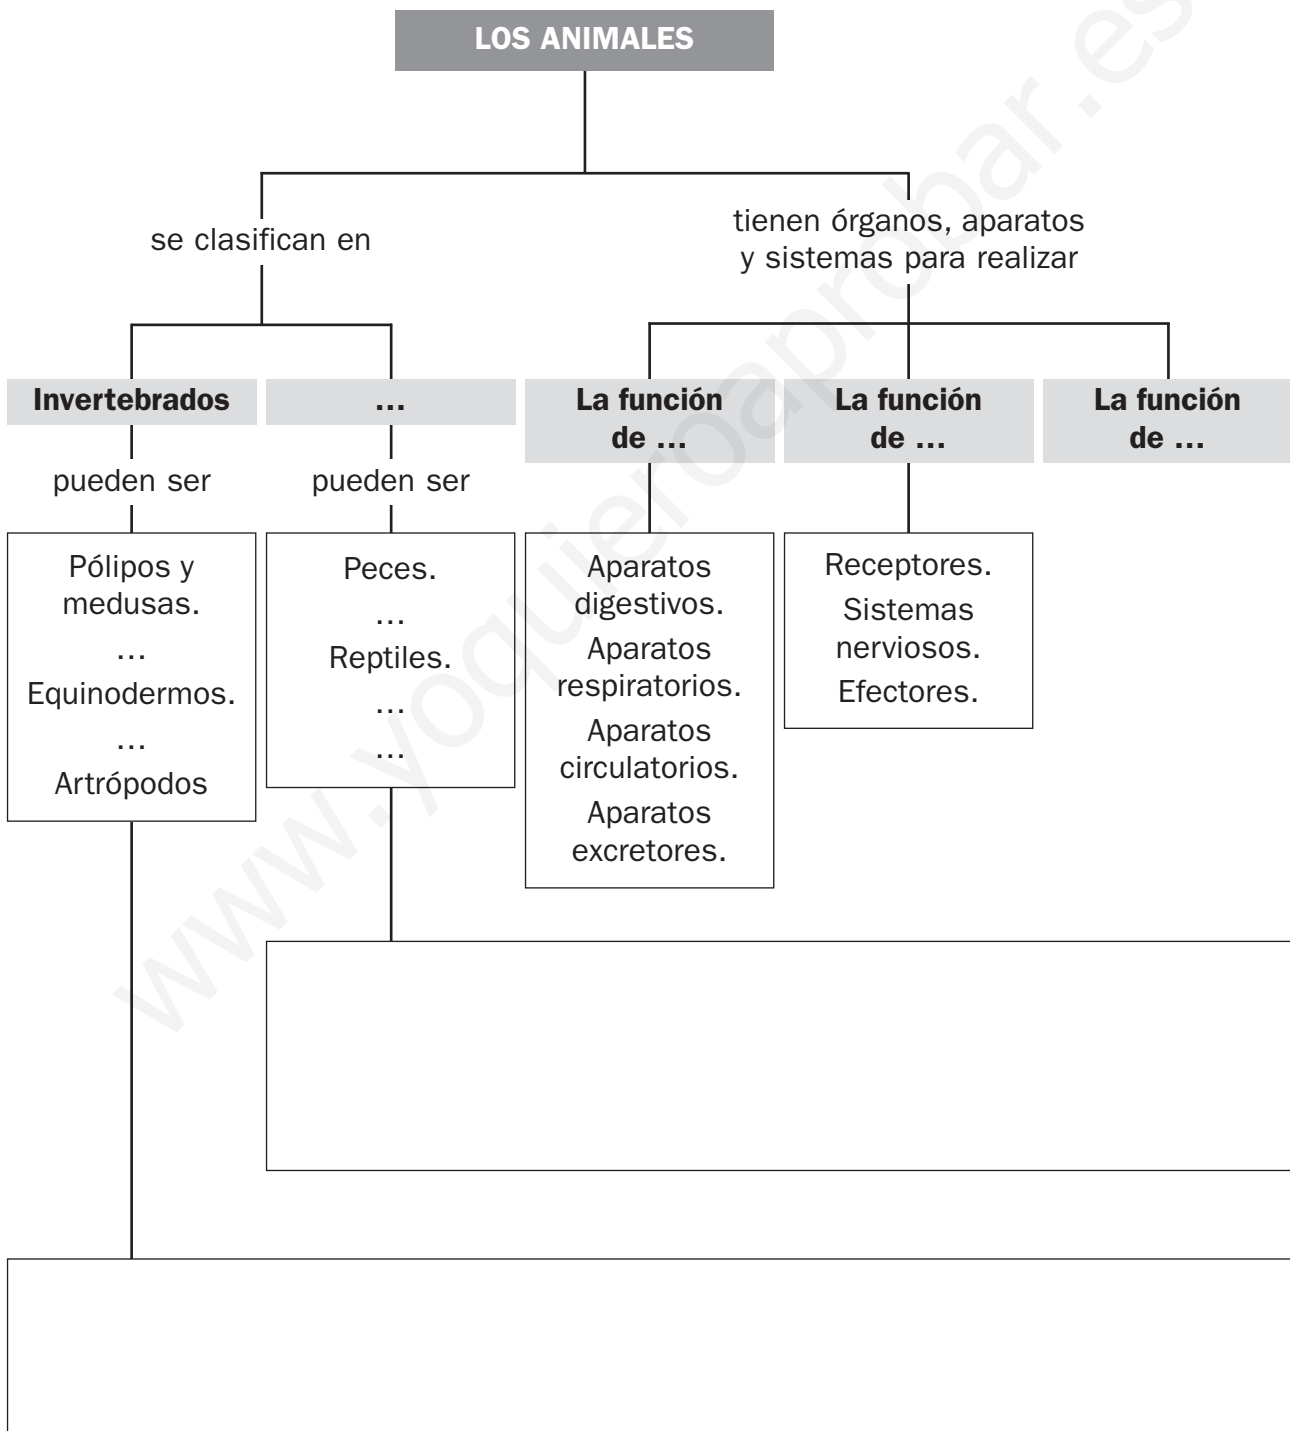 LOS ANIMALES
se clasifican en
tienen órganos, aparatos
y sistemas para realizar
Invertebrados
...
La función
de ...
La función
de ...
La función
de ...
pueden ser
pueden ser
Pólipos y
medusas.
...
Equinodermos.
...
Artrópodos
Peces.
...
Reptiles.
...
...
Aparatos
digestivos.
Aparatos
respiratorios.
Aparatos
circulatorios.
Aparatos
excretores.
Receptores.
Sistemas
nerviosos.
Efectores.
www.yoquieroaprobar.es